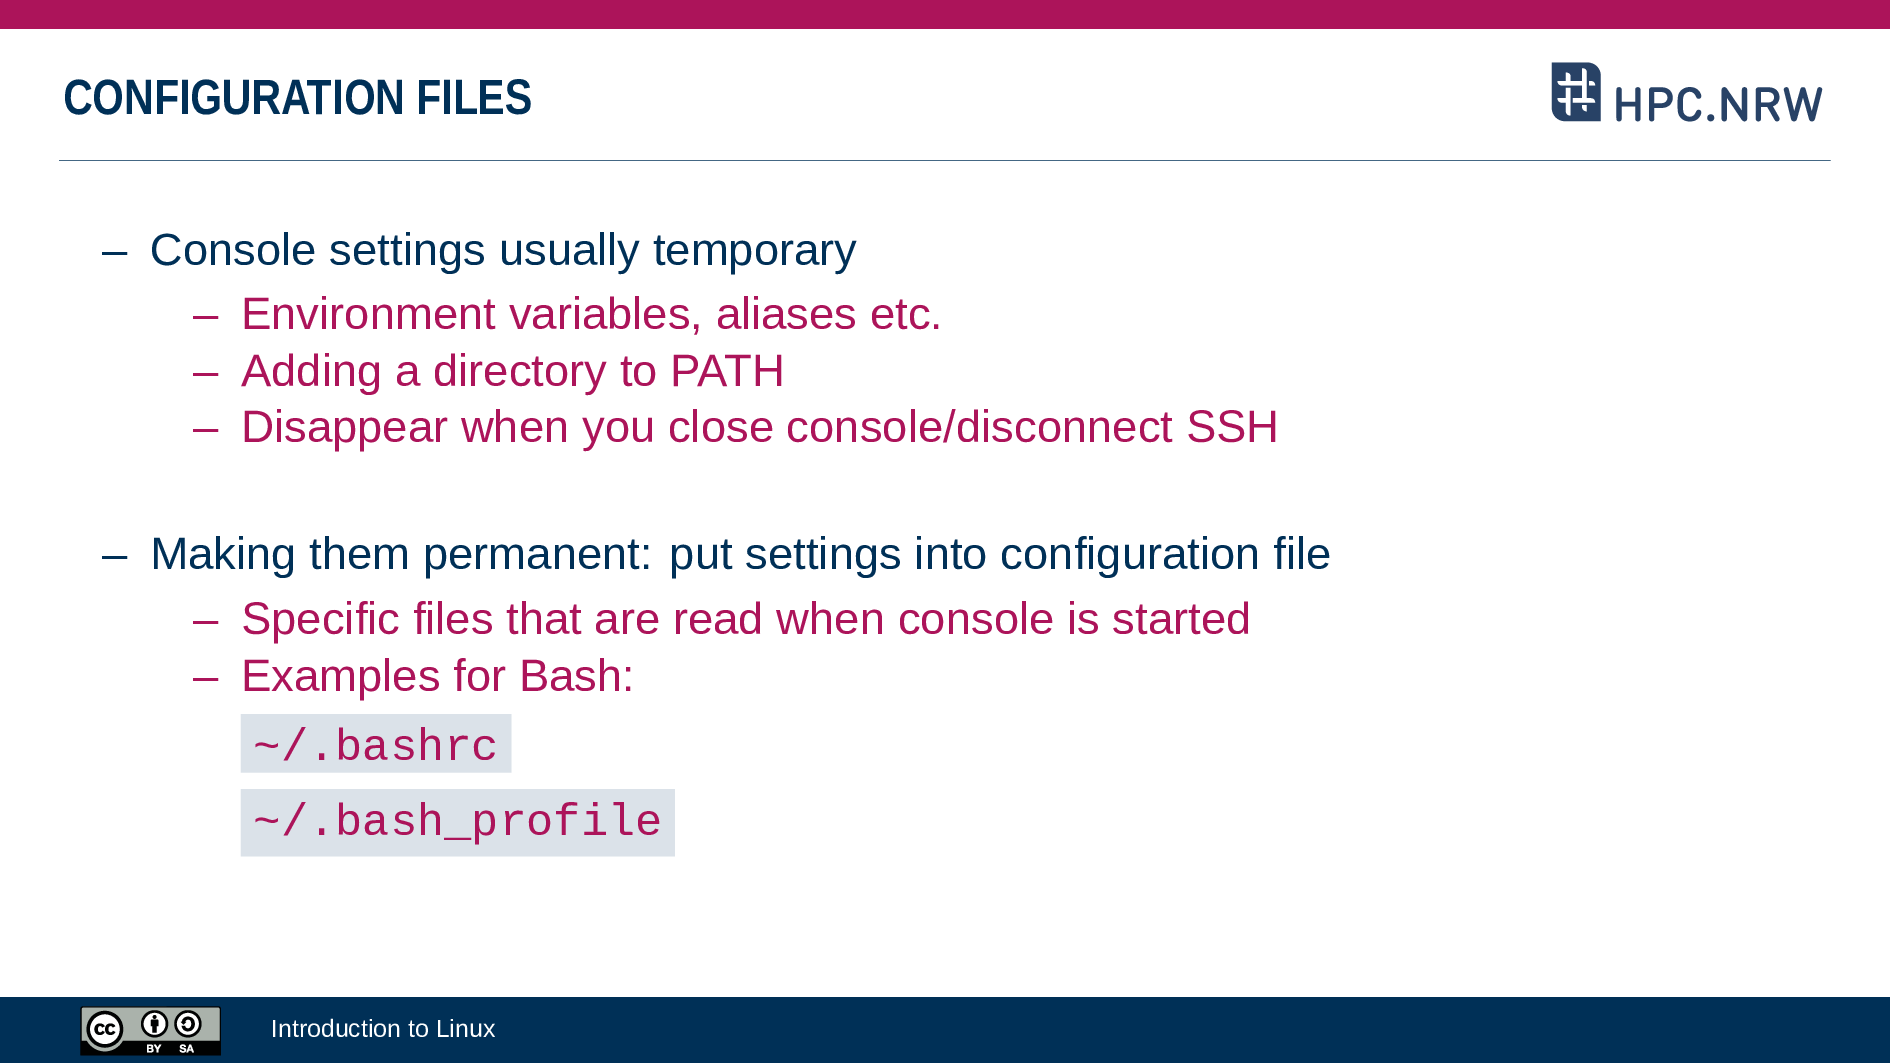 CONFIGURATION FILES
HPC.NRW
– Console settings usually temporary
– Environment variables, aliases etc.
– Adding a directory to PATH
– Disappear when you close console/disconnect SSH
– Making them permanent: put settings into configuration file
– Specific files that are read when console is started
– Examples for Bash:
~/.bashrc
~/.bash_profile
cc BY SA
Introduction to Linux